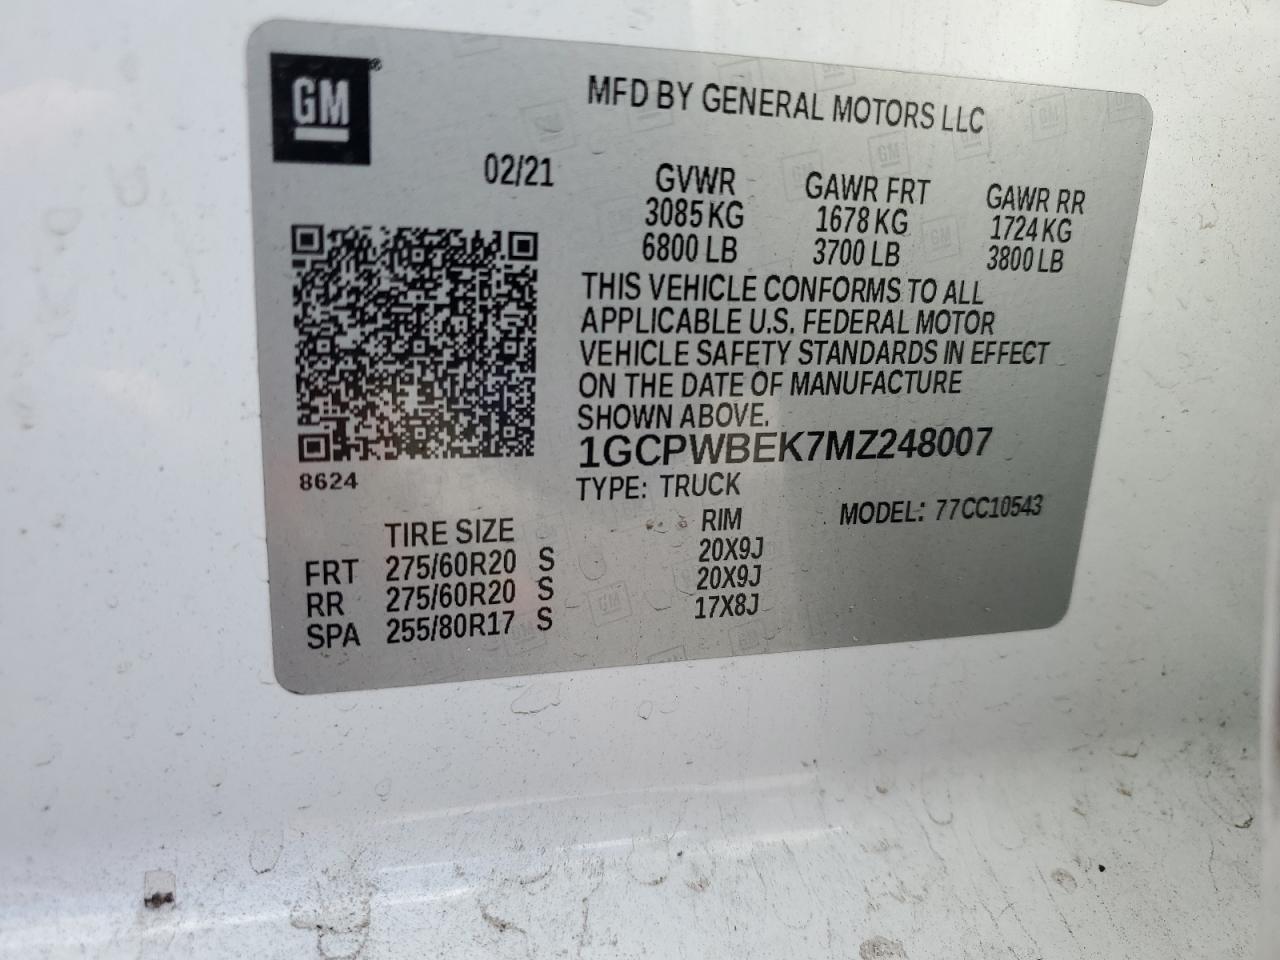 GM®
MFD BY GENERAL MOTORS LLC
02/21
GVWR GAWR FRT GAWR RR
3085 KG 1678 KG 1724 KG
6800 LB 3700 LB 3800 LB
THIS VEHICLE CONFORMS TO ALL
APPLICABLE U.S. FEDERAL MOTOR
VEHICLE SAFETY STANDARDS IN EFFECT
ON THE DATE OF MANUFACTURE
SHOWN ABOVE.
1GCPWBEK7MZ248007
8624
TYPE: TRUCK MODEL: 77CC10543
TIRE SIZE RIM
FRT 275/60R20 S 20X9J
RR 275/60R20 S 20X9J
SPA 255/80R17 S 17X8J